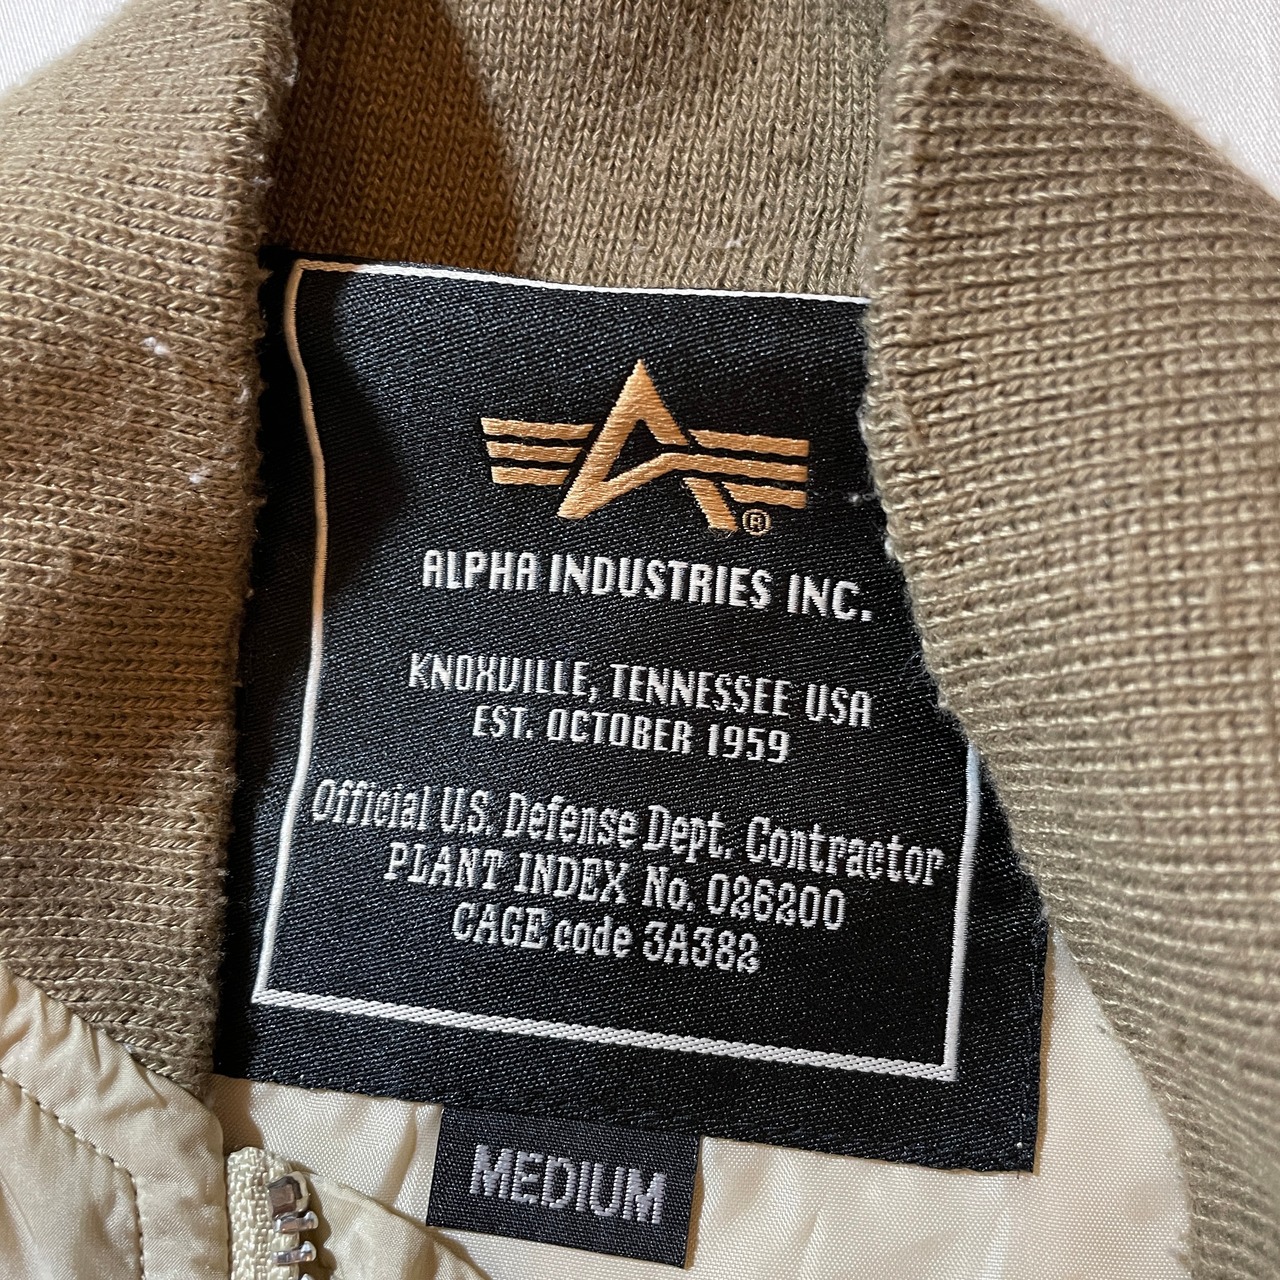 ®
ALPHA INDUSTRIES INC.
KNOXVILLE, TENNESSEE USA
EST. OCTOBER 1959
Official U.S. Defense Dept. Contractor
PLANT INDEX No. 026200
CAGE code 3A382
MEDIUM